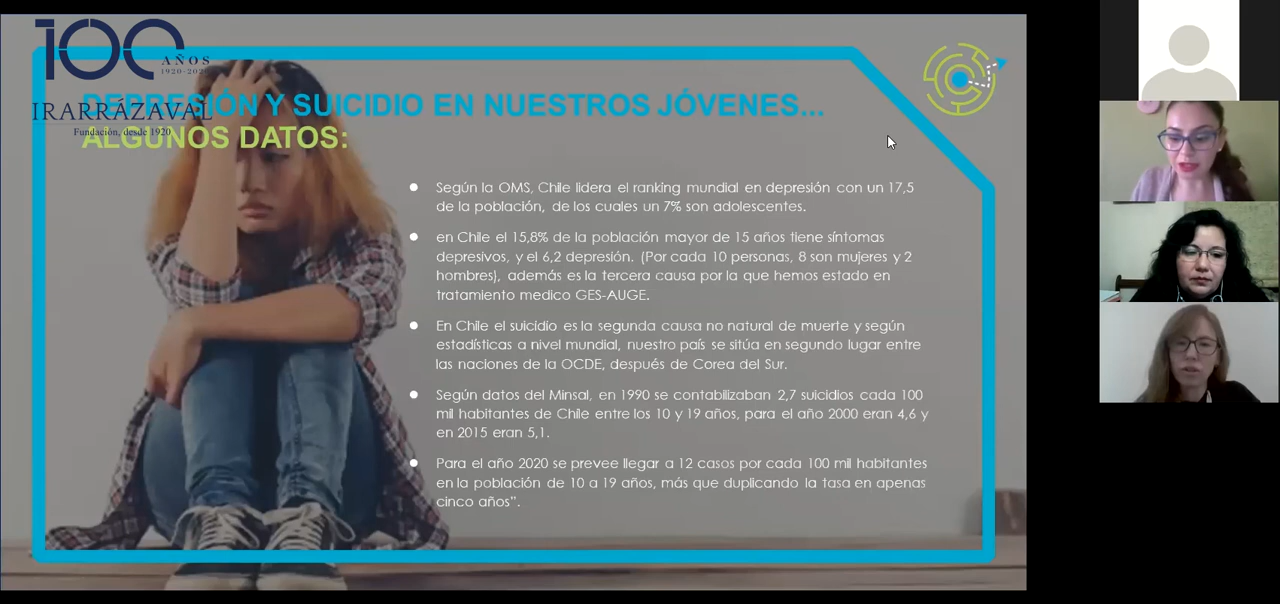 100
AÑOS
1920-202
IRARRÁZAVAL
Fundación, desde 1920
DEPRESIÓN Y SUICIDIO EN NUESTROS JÓVENES...
ALGUNOS DATOS:
Según la OMS, Chile lidera el ranking mundial en depresión con un 17,5
de la población, de los cuales un 7% son adolescentes.
en Chile el 15,8% de la población mayor de 15 años tiene síntomas
depresivos, y el 6,2 depresión. (Por cada 10 personas, 8 son mujeres y 2
hombres), además es la tercera causa por la que hemos estado en
tratamiento medico GES-AUGE.
En Chile el suicidio es la segunda causa no natural de muerte y según
estadísticas a nivel mundial, nuestro país se sitúa en segundo lugar entre
las naciones de la OCDE, después de Corea del Sur.
Según datos del Minsal, en 1990 se contabilizaban 2,7 suicidios cada 100
mil habitantes de Chile entre los 10 y 19 años, para el año 2000 eran 4,6 y
en 2015 eran 5,1.
Para el año 2020 se prevee llegar a 12 casos por cada 100 mil habitantes
en la población de 10 a 19 años, más que duplicando la tasa en apenas
cinco años”.